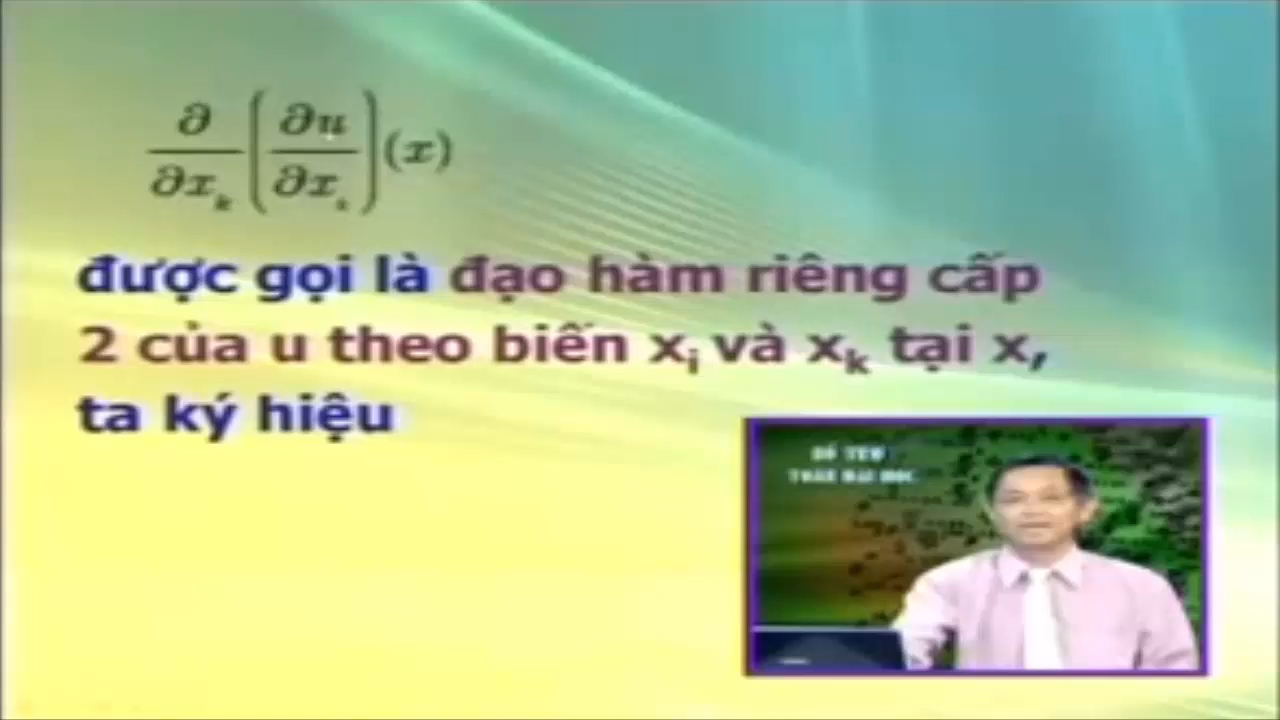 ∂/∂x_k (∂u/∂x_i)(x)
được gọi là đạo hàm riêng cấp
2 của u theo biến x_i và x_k tại x,
ta ký hiệu